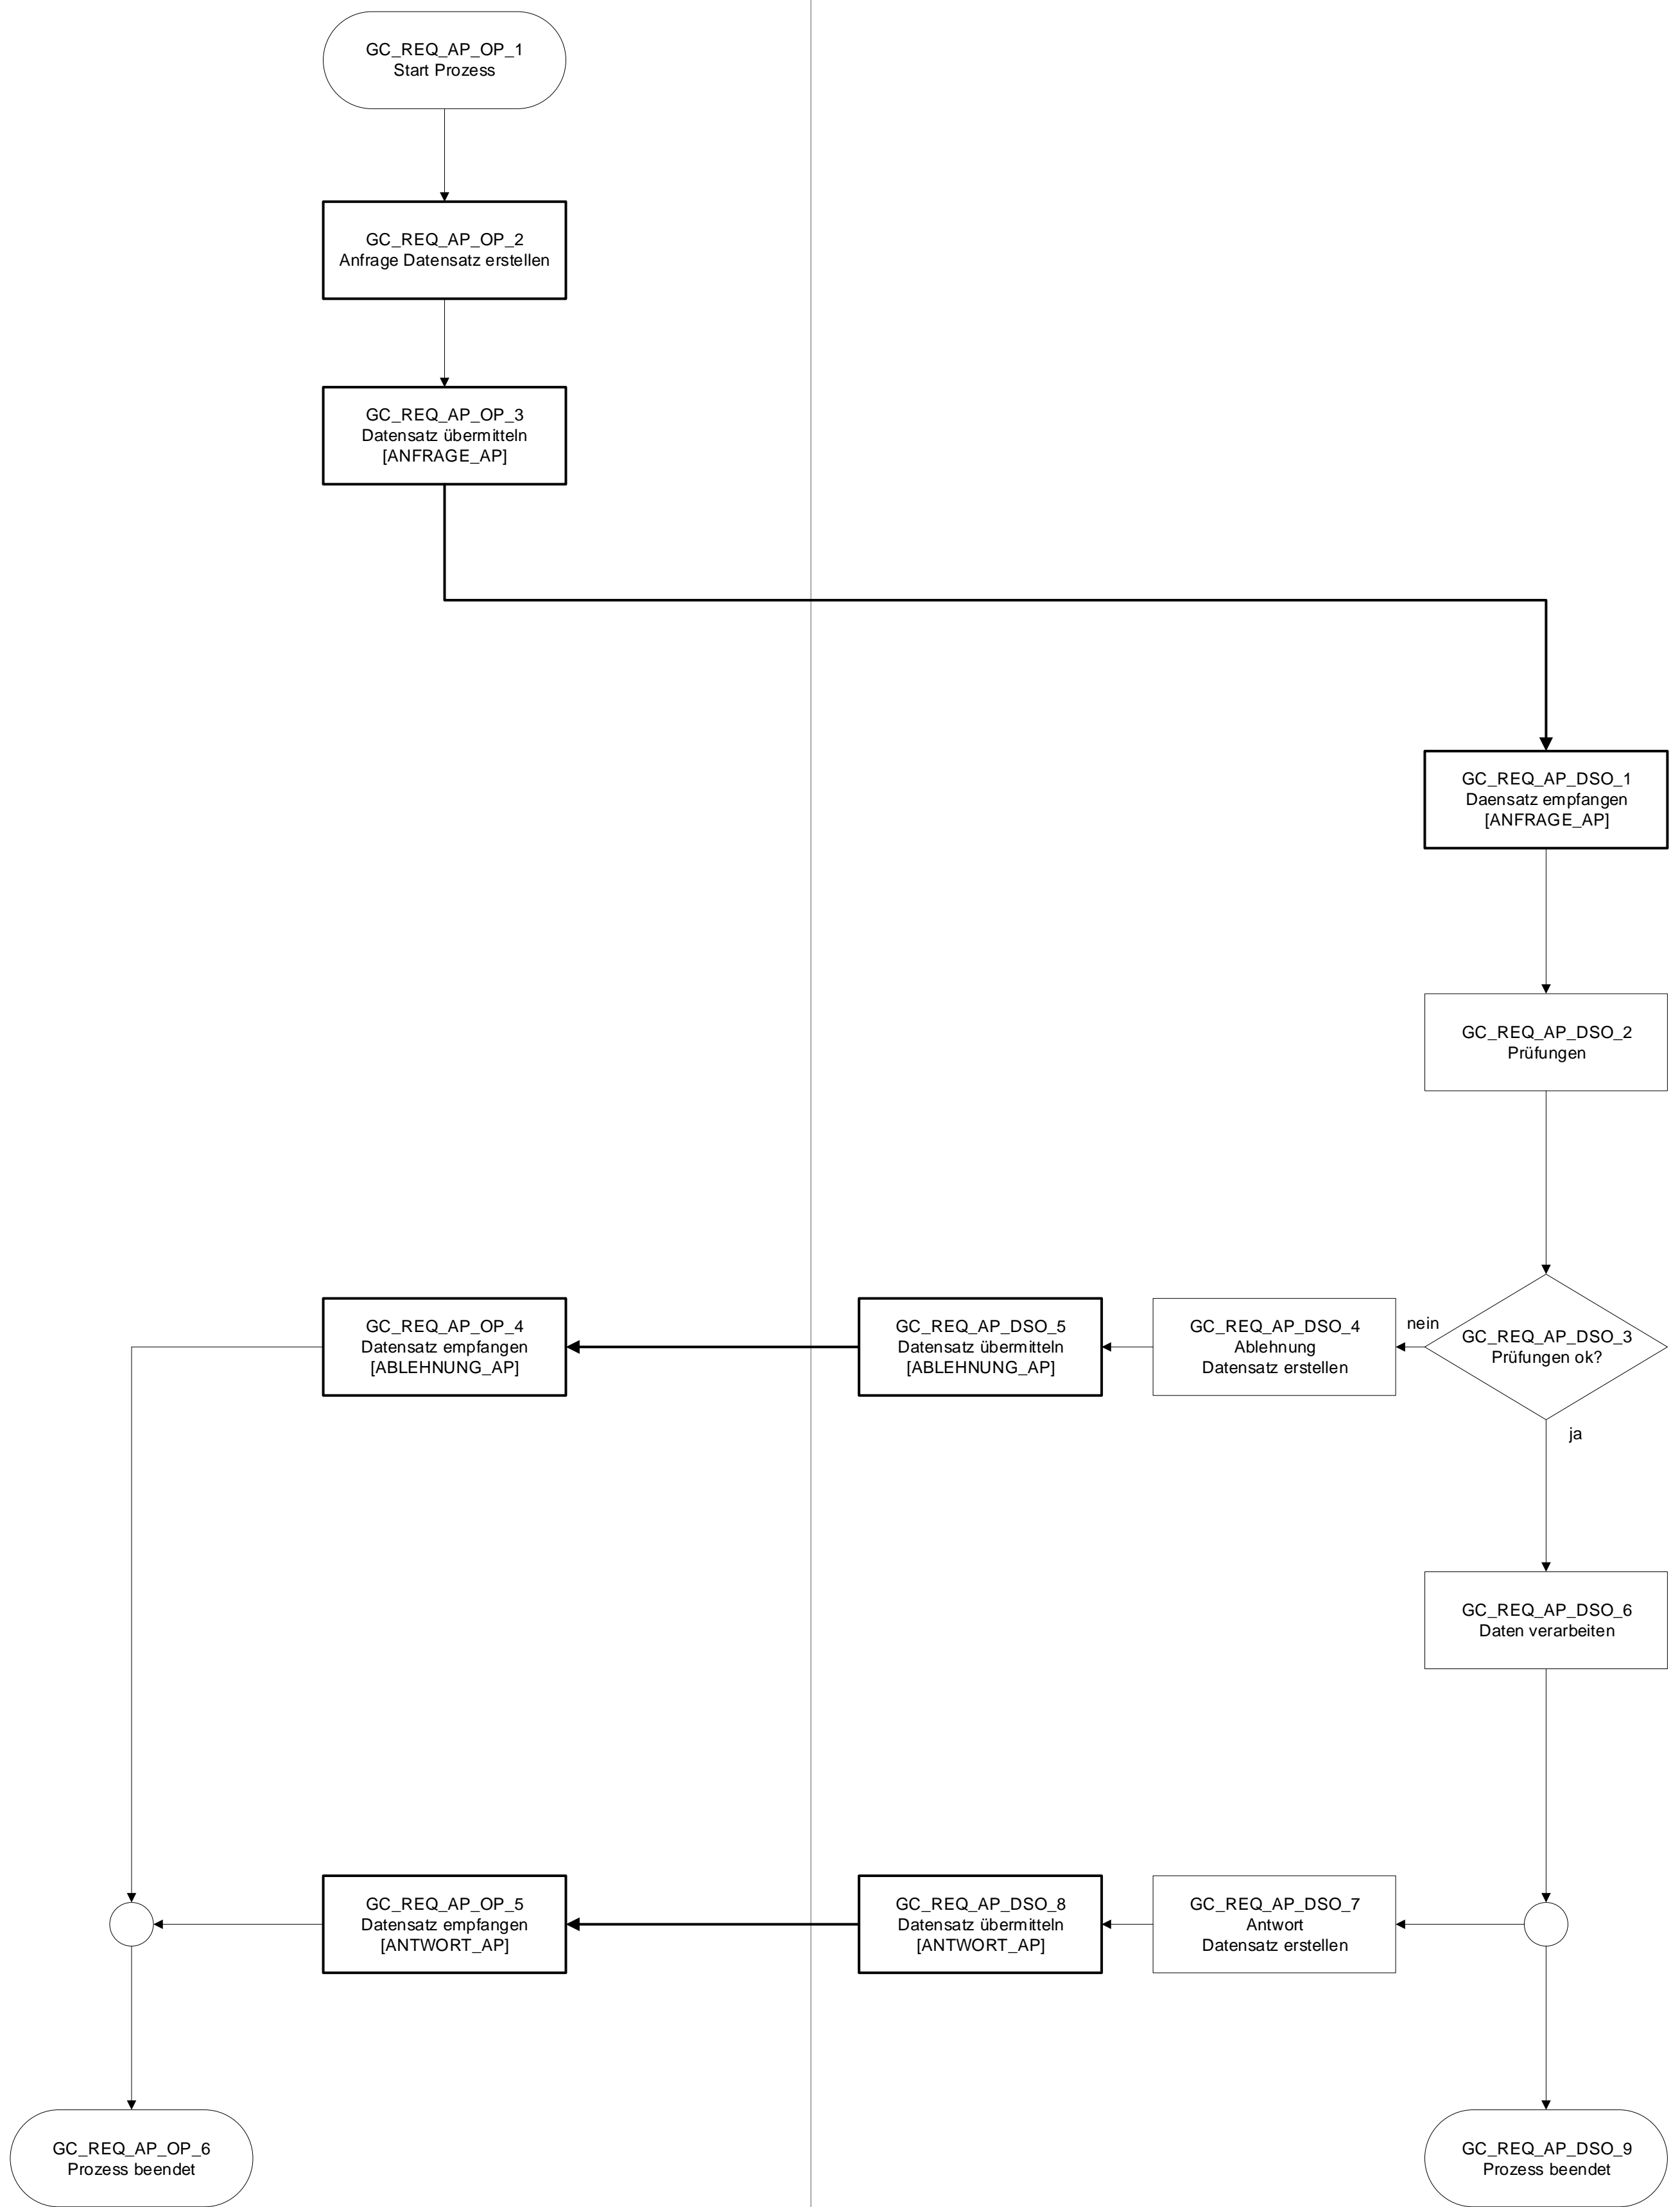 GC_REQ_AP_OP_1
Start Prozess
GC_REQ_AP_OP_2
Anfrage Datensatz erstellen
GC_REQ_AP_OP_3
Datensatz übermitteln
[ANFRAGE_AP]
GC_REQ_AP_DSO_1
Daensatz empfangen
[ANFRAGE_AP]
GC_REQ_AP_DSO_2
Prüfungen
GC_REQ_AP_OP_4
Datensatz empfangen
[ABLEHNUNG_AP]
GC_REQ_AP_DSO_5
Datensatz übermitteln
[ABLEHNUNG_AP]
GC_REQ_AP_DSO_4
Ablehnung
Datensatz erstellen
nein
GC_REQ_AP_DSO_3
Prüfungen ok?
ja
GC_REQ_AP_DSO_6
Daten verarbeiten
GC_REQ_AP_OP_5
Datensatz empfangen
[ANTWORT_AP]
GC_REQ_AP_DSO_8
Datensatz übermitteln
[ANTWORT_AP]
GC_REQ_AP_DSO_7
Antwort
Datensatz erstellen
GC_REQ_AP_OP_6
Prozess beendet
GC_REQ_AP_DSO_9
Prozess beendet